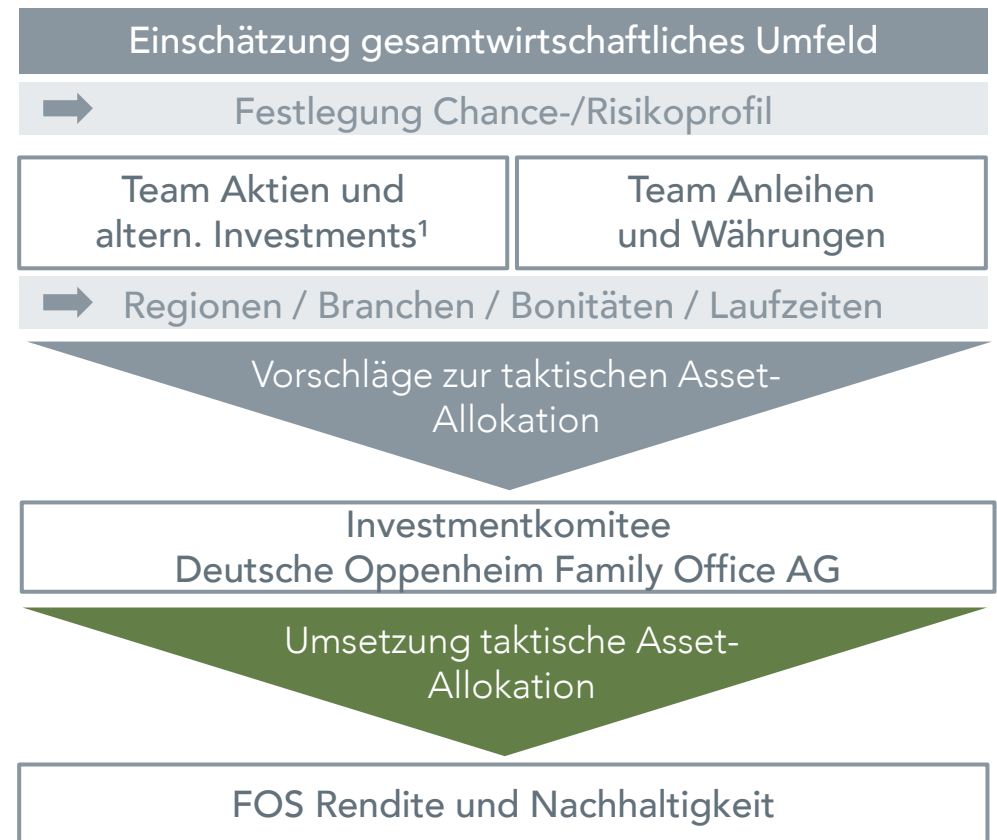 Einschätzung gesamtwirtschaftliches Umfeld
Festlegung Chance-/Risikoprofil
Team Aktien und
altern. Investments¹
Team Anleihen
und Währungen
Regionen / Branchen / Bonitäten / Laufzeiten
Vorschläge zur taktischen Asset-
Allokation
Investmentkomitee
Deutsche Oppenheim Family Office AG
Umsetzung taktische Asset-
Allokation
FOS Rendite und Nachhaltigkeit